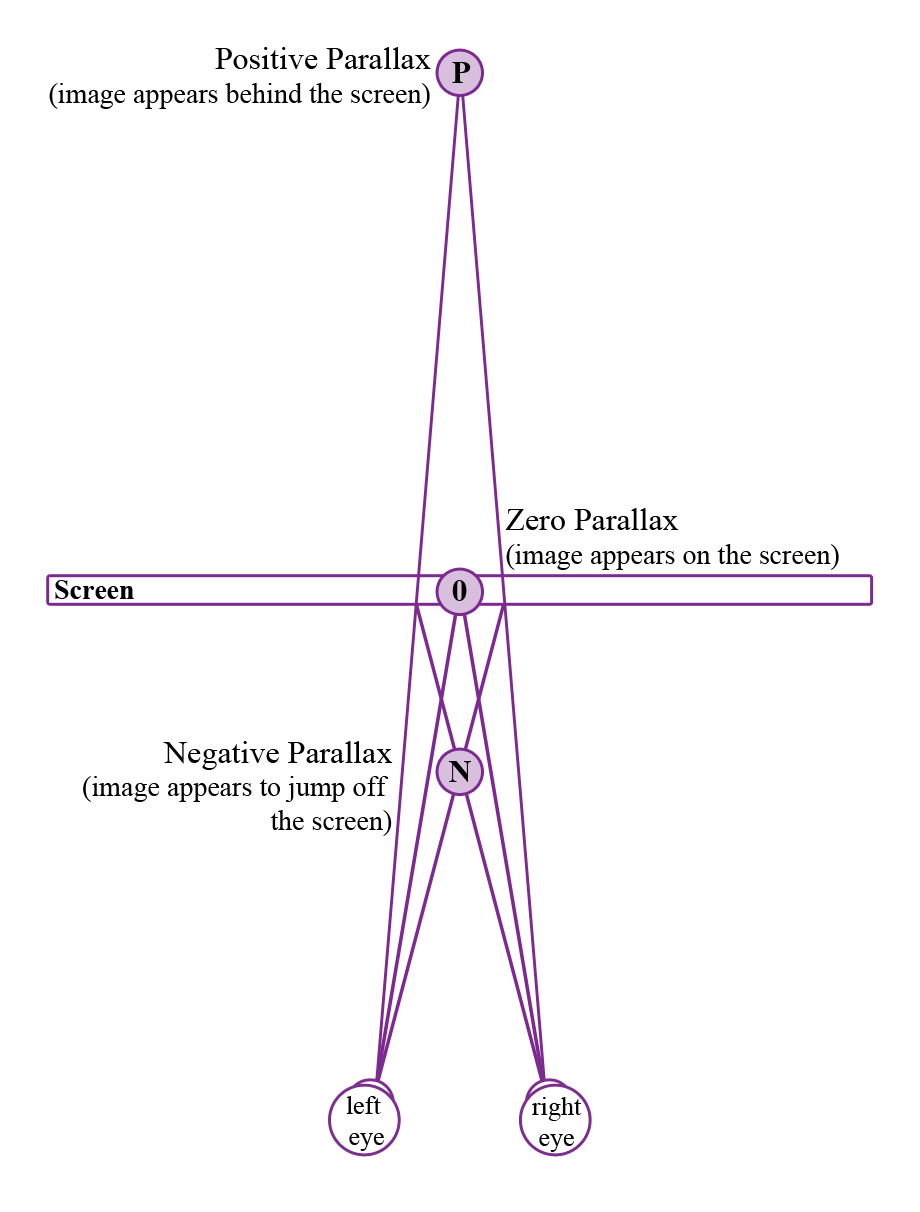 Positive Parallax
(image appears behind the screen)
P
Zero Parallax
(image appears on the screen)
Screen
0
Negative Parallax
(image appears to jump off
the screen)
N
left
eye
right
eye